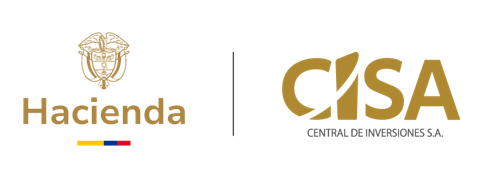 Hacienda
CISA
CENTRAL DE INVERSIONES S.A.